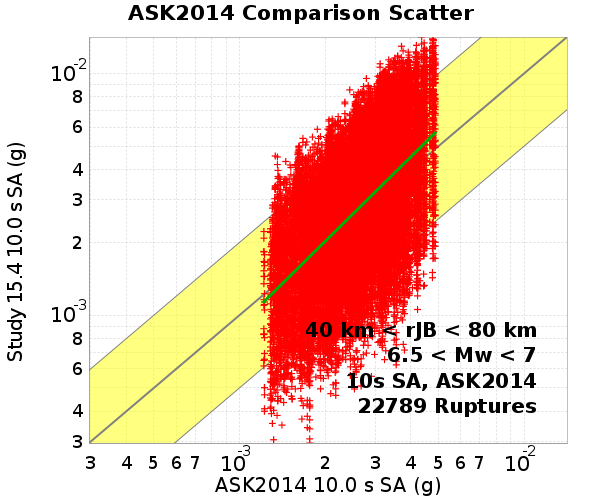 ASK2014 Comparison Scatter
Study 15.4 10.0 s SA (g)
10⁻²
8
6
4
3
2
10⁻³
8
6
4
3
40 km < rJB < 80 km
6.5 < Mw < 7
10s SA, ASK2014
22789 Ruptures
3 4 5 6 7 10⁻³ 2 3 4 5 6 7 10⁻²
ASK2014 10.0 s SA (g)